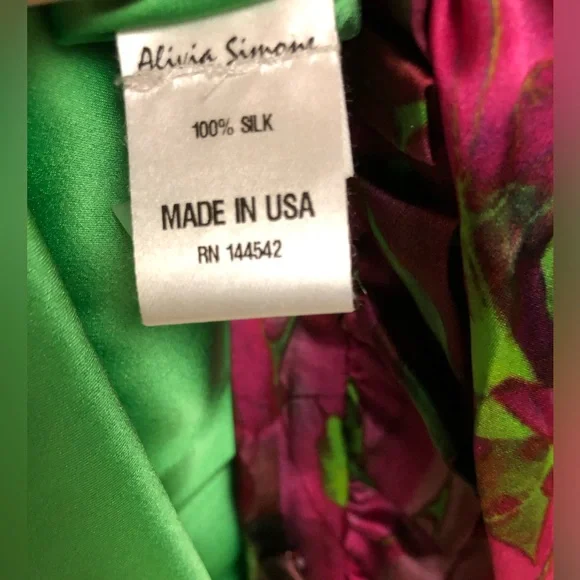 Alivia Simone
100% SILK
MADE IN USA
RN 144542